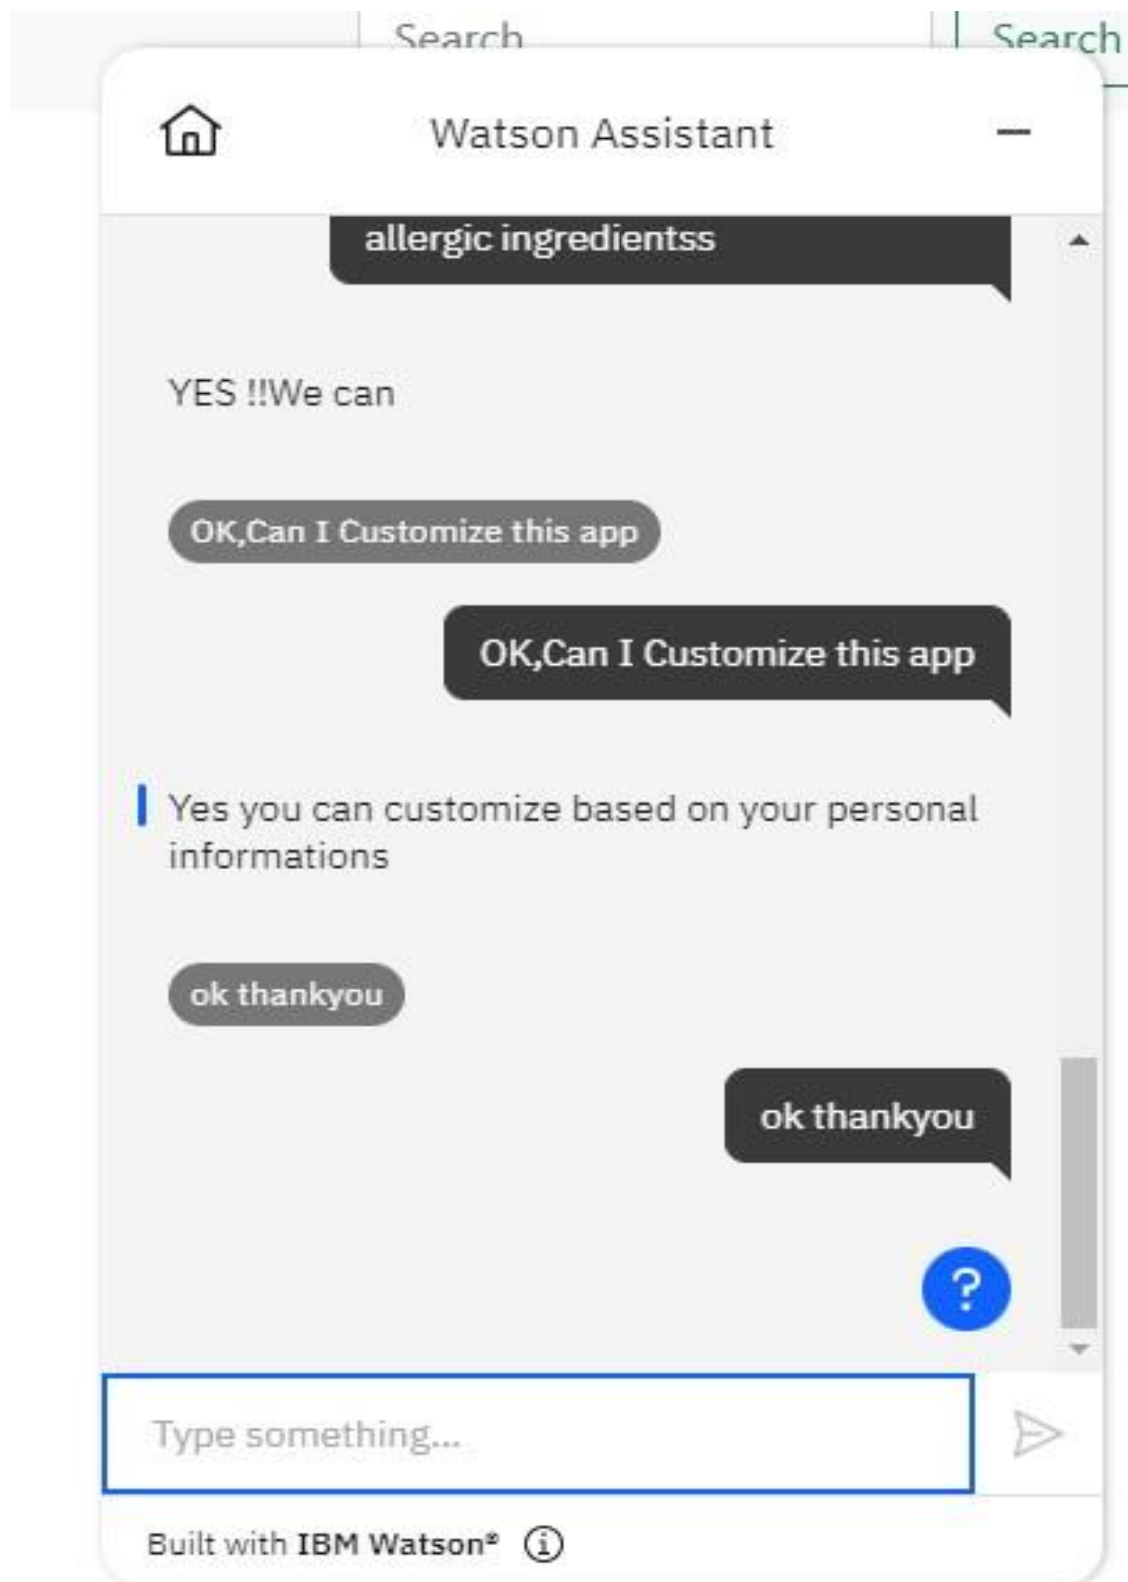 Search
Search
Watson Assistant
allergic ingredientss
YES !!We can
OK,Can I Customize this app
OK,Can I Customize this app
Yes you can customize based on your personal
informations
ok thankyou
ok thankyou
?
Type something...
Built with IBM Watson®